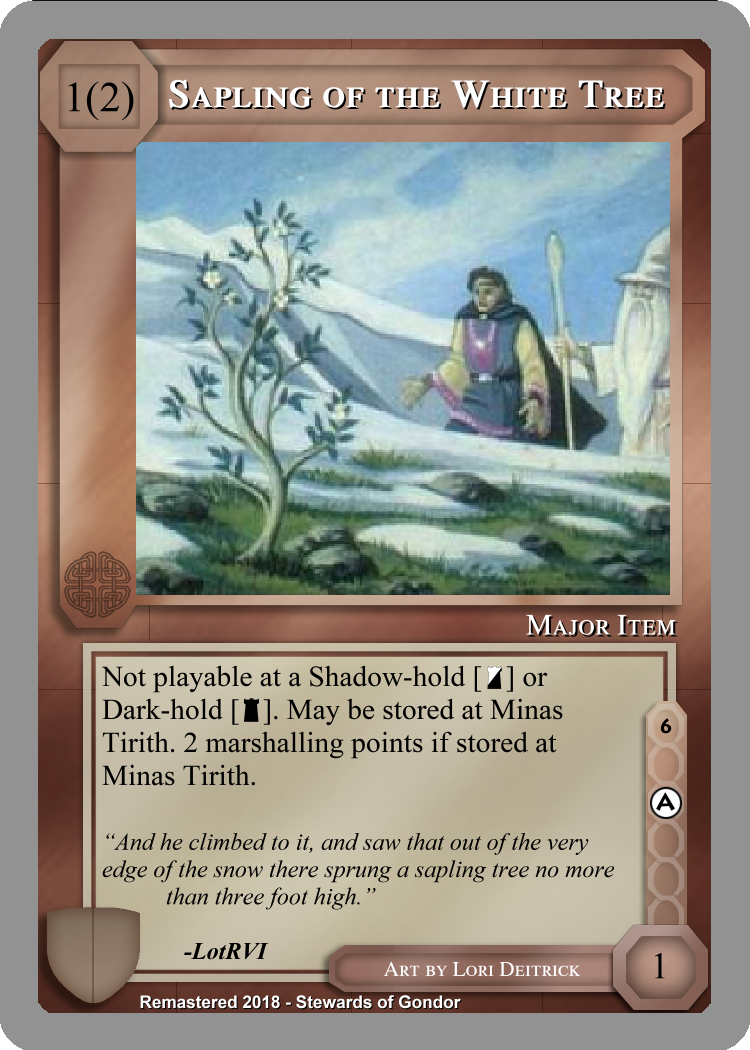 1(2)
Sapling of the White Tree
Major Item
Not playable at a Shadow-hold [ ] or
Dark-hold [ ]. May be stored at Minas
Tirith. 2 marshalling points if stored at
Minas Tirith.
6
A
“And he climbed to it, and saw that out of the very
edge of the snow there sprung a sapling tree no more
than three foot high.”
-LotRVI
Art by Lori Deitrick
1
Remastered 2018 - Stewards of Gondor